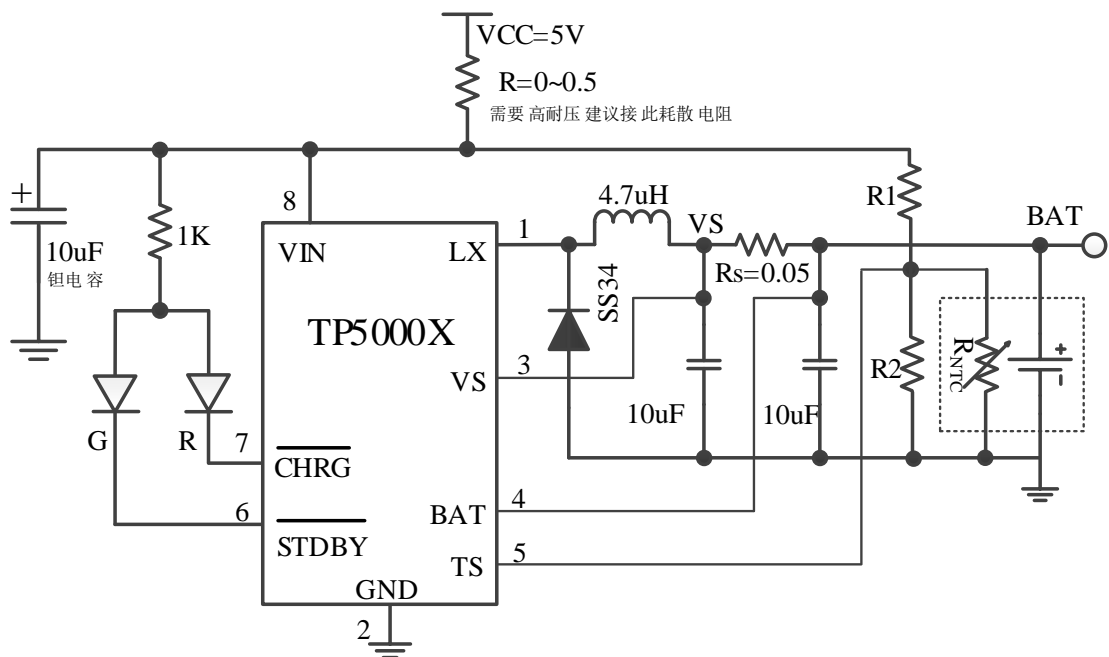 VCC=5V
R=0~0.5
需要 高耐压 建议接 此耗散 电阻
+
10uF
钽电 容
1K
8
VIN
1
LX
4.7uH
VS
Rs=0.05
R1
BAT
SS34
TP5000X
3
VS
10uF
10uF
R2
RNTC
+
-
G
R
7
CHRG
6
STDBY
BAT
4
TS
5
GND
2